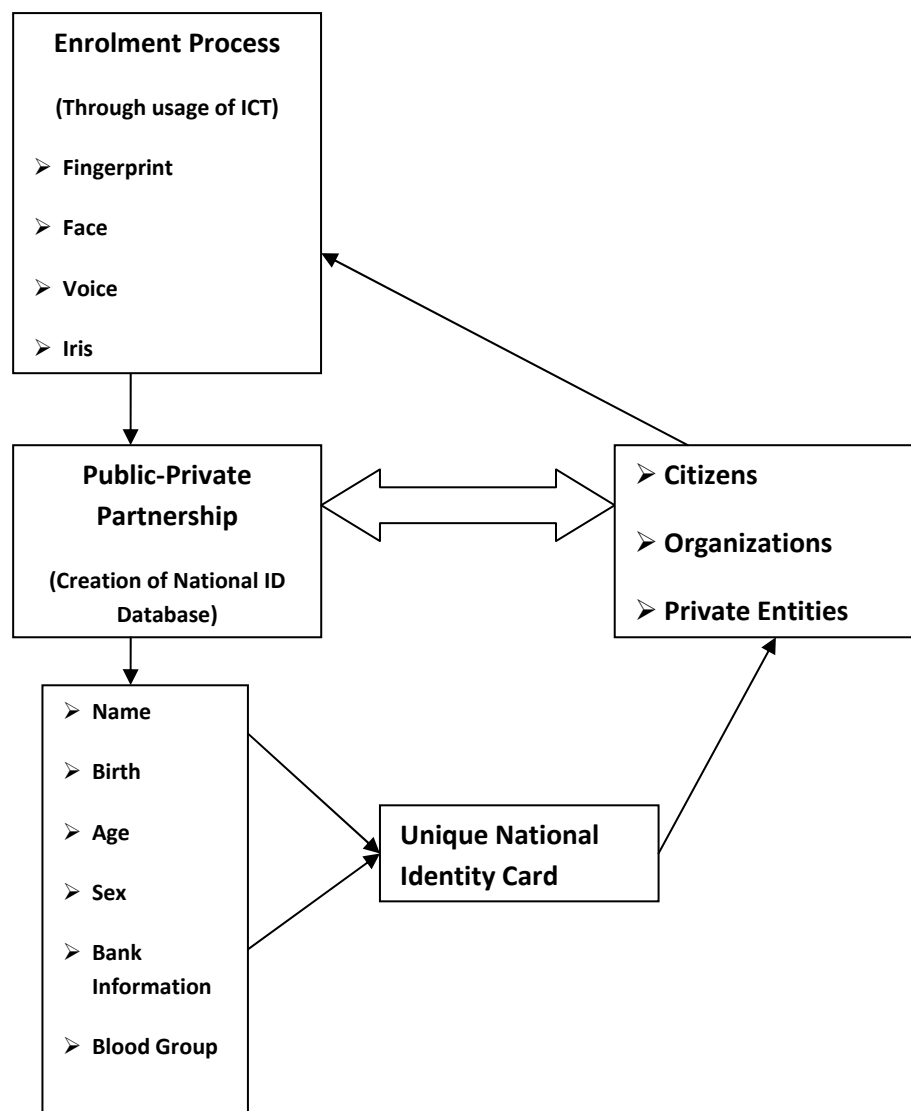 Enrolment Process
(Through usage of ICT)
➢ Fingerprint
➢ Face
➢ Voice
➢ Iris
Public-Private
Partnership
(Creation of National ID
Database)
➢ Citizens
➢ Organizations
➢ Private Entities
➢ Name
➢ Birth
➢ Age
➢ Sex
➢ Bank
Information
➢ Blood Group
Unique National
Identity Card